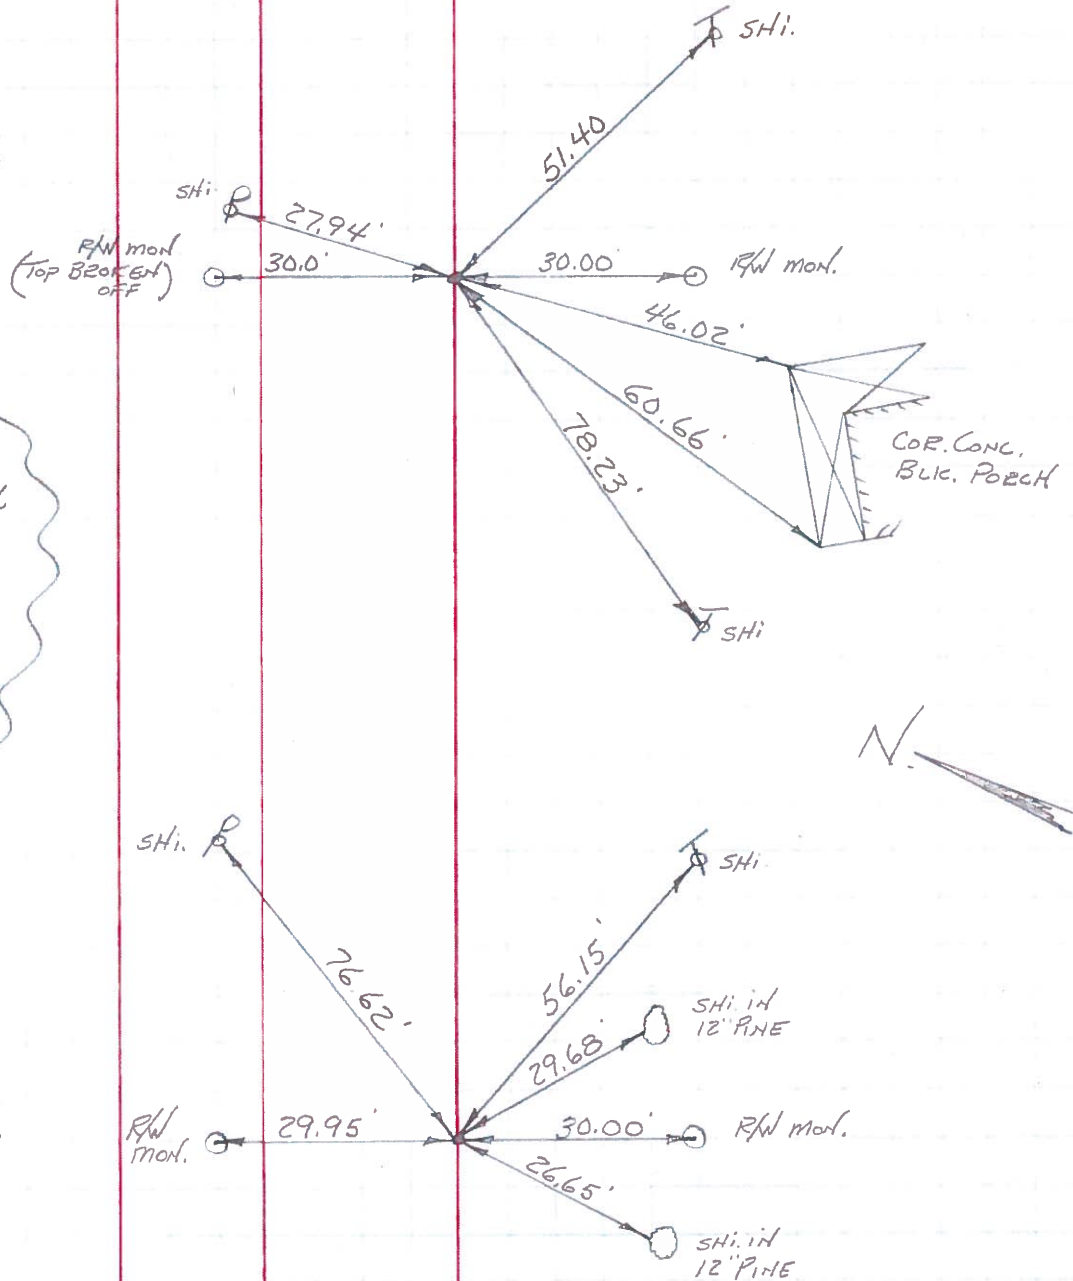 SHi.
51.40
SHi.
27.94'
R/W MON
(TOP BROKEN)
OFF
30.0'
30.00'
R/W MON.
46.02'
60.66'
78.23'
COR. CONC.
BLK. PORCH
SHi
N.
SHi.
SHi
76.62'
56.15'
SHi. IN
12" PINE
29.68'
R/W
MON.
29.95'
30.00'
R/W MON.
26.65'
SHi. IN
12" PINE